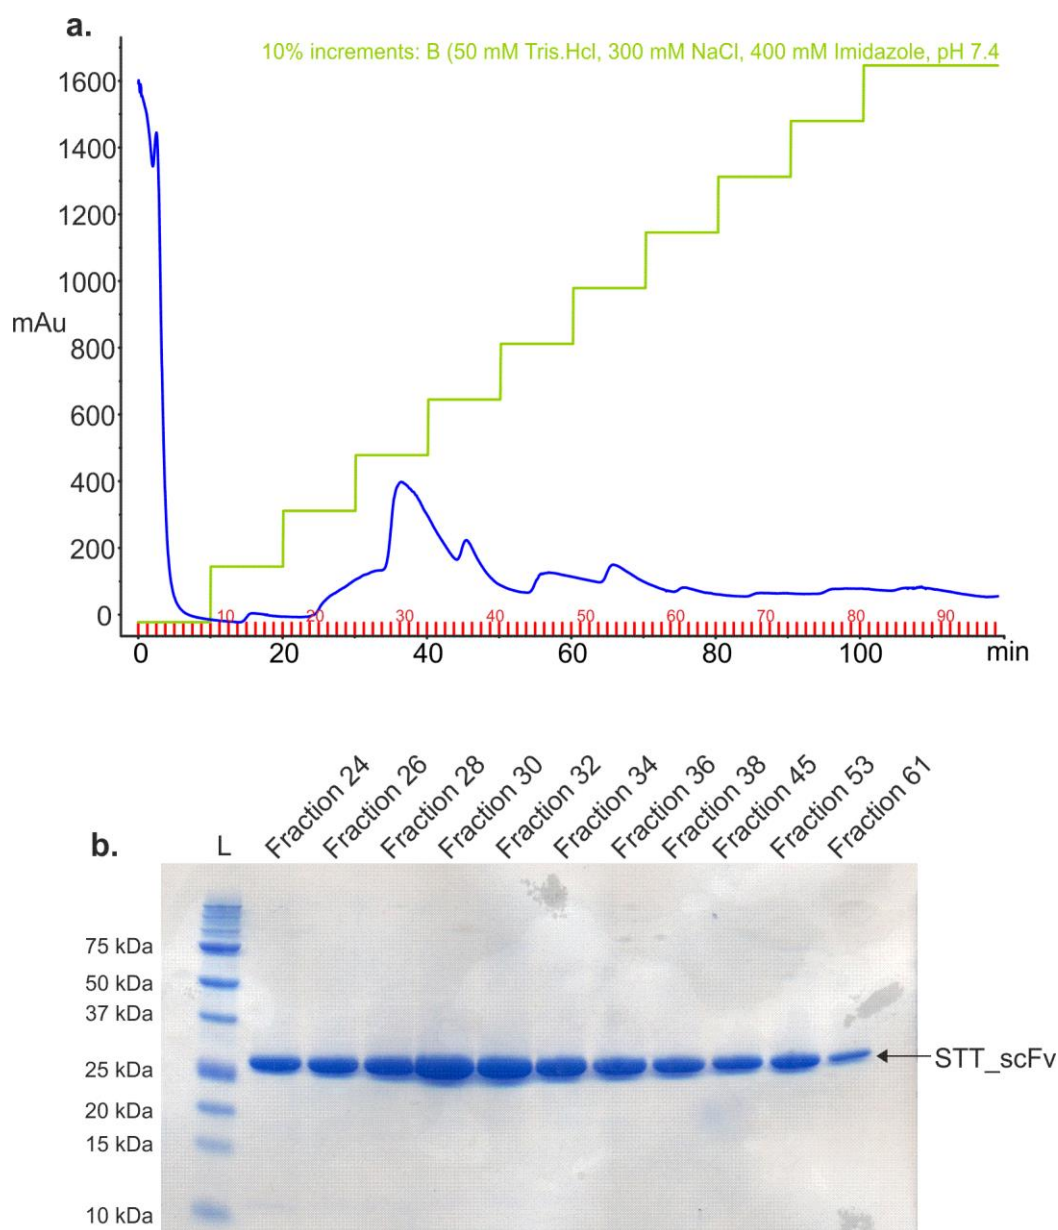 a.
10% increments: B (50 mM Tris.Hcl, 300 mM NaCl, 400 mM Imidazole, pH 7.4
1600
1400
1200
1000
mAu
800
600
400
200
0
10 20 30 40 50 60 70 80 90
0 20 40 60 80 100 min
b.
L Fraction 24 Fraction 26 Fraction 28 Fraction 30 Fraction 32 Fraction 34 Fraction 36 Fraction 38 Fraction 45 Fraction 53 Fraction 61
75 kDa
50 kDa
37 kDa
25 kDa
STT_scFv
20 kDa
15 kDa
10 kDa